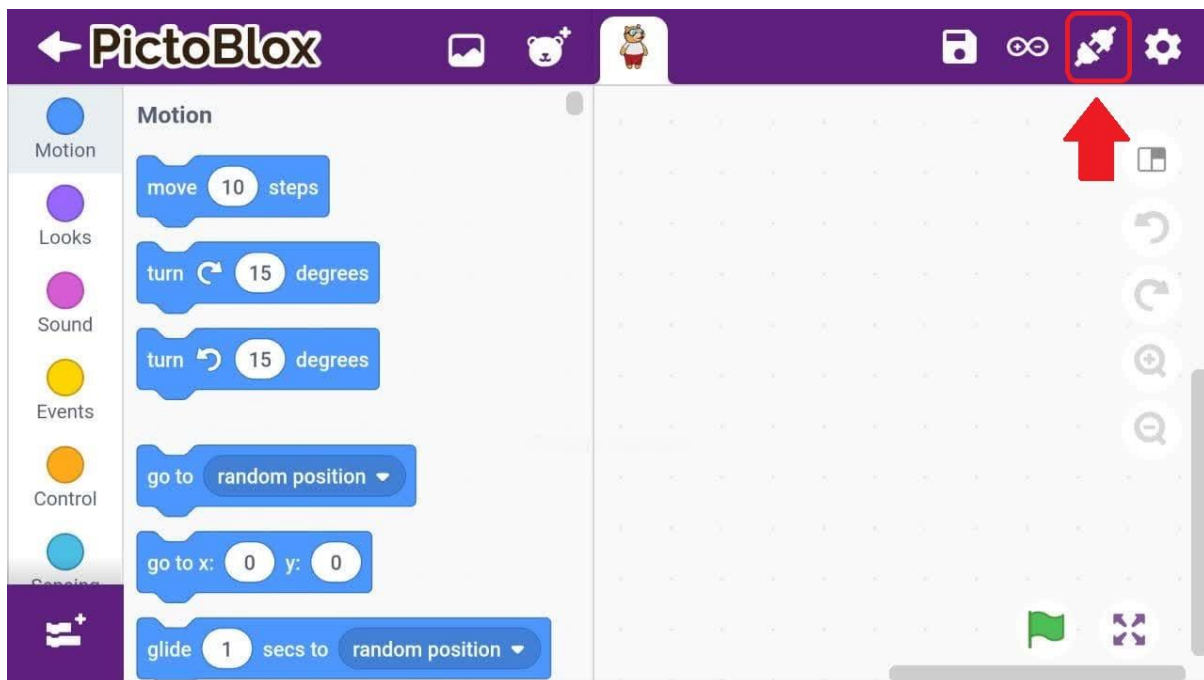 PictoBlox
Motion
Motion
move 10 steps
Looks
turn 15 degrees
Sound
turn 15 degrees
Events
go to random position
Control
go to x: 0 y: 0
Sensing
glide 1 secs to random position